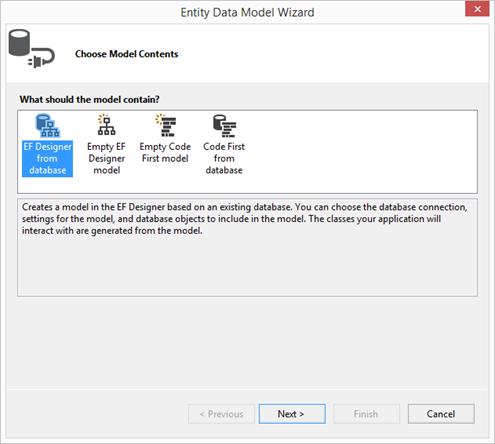 Entity Data Model Wizard
Choose Model Contents
What should the model contain?
EF Designer
from
database
Empty EF
Designer
model
Empty Code
First model
Code First
from
database
Creates a model in the EF Designer based on an existing database. You can choose the database connection,
settings for the model, and database objects to include in the model. The classes your application will
interact with are generated from the model.
< Previous
Next >
Finish
Cancel